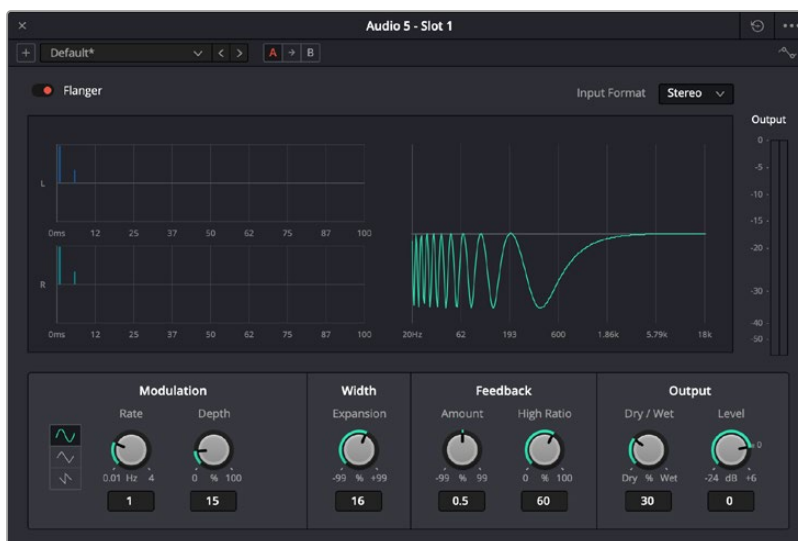 Audio 5 - Slot 1
Default*
A
B
Flanger
Input Format
Stereo
Output
0
-5
-10
-15
-20
-30
-40
-50
L
0ms 12 25 37 50 62 75 87 100
R
0ms 12 25 37 50 62 75 87 100
20Hz 62 193 600 1.86k 5.79k 18k
Modulation
Rate
0.01 Hz 4
1
Depth
0 % 100
15
Width
Expansion
-99 % +99
16
Feedback
Amount
-99 % 99
0.5
High Ratio
0 % 100
60
Output
Dry / Wet
Dry % Wet
30
Level
0
-24 dB +6
0